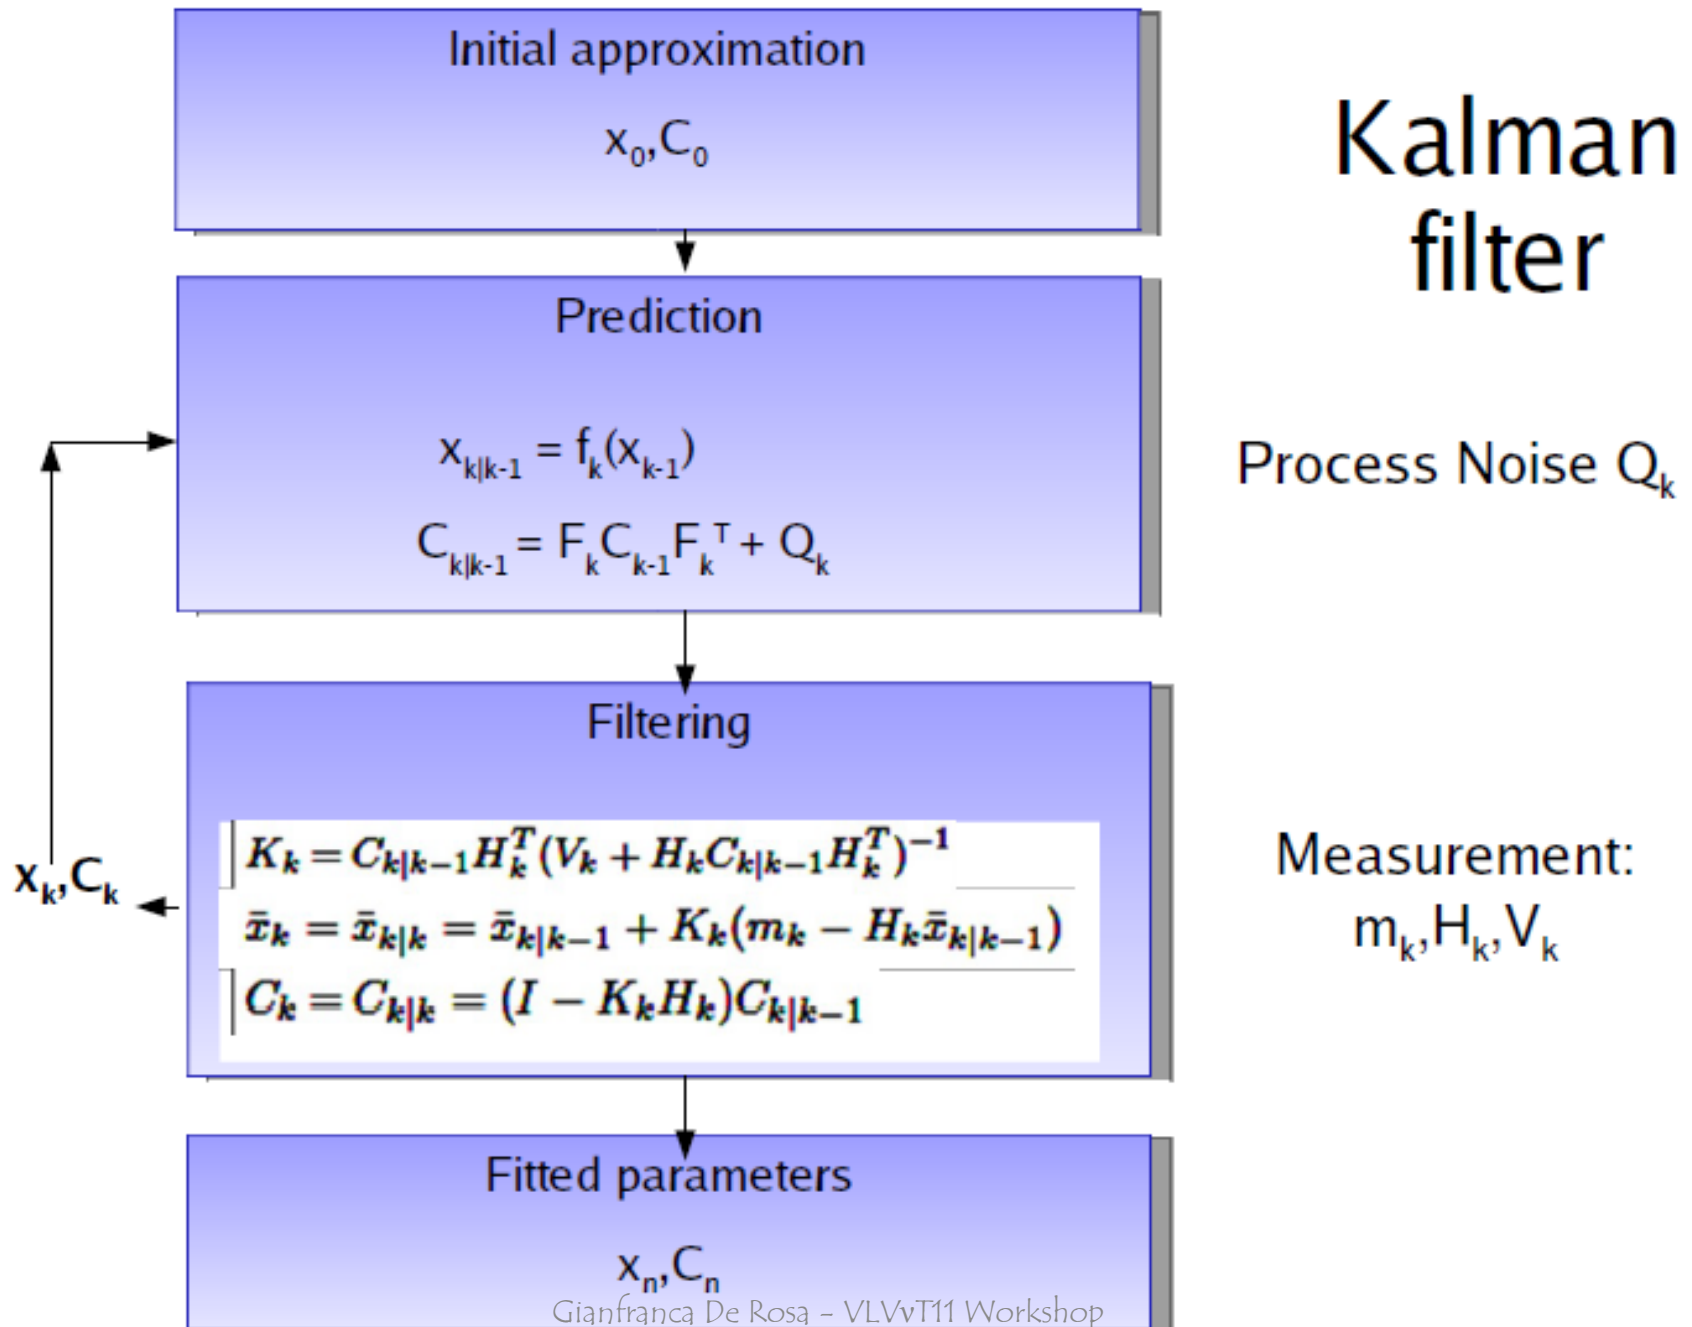 Initial approximation
x₀,C₀
Kalman
filter
Prediction
xₖ|ₖ₋₁ = fₖ(xₖ₋₁)
Cₖ|ₖ₋₁ = FₖCₖ₋₁Fₖᵀ + Qₖ
Process Noise Qₖ
Filtering
Kₖ = Cₖ|ₖ₋₁Hₖᵀ(Vₖ + HₖCₖ|ₖ₋₁Hₖᵀ)⁻¹
x̄ₖ = x̄ₖ|ₖ = x̄ₖ|ₖ₋₁ + Kₖ(mₖ − Hₖx̄ₖ|ₖ₋₁)
Cₖ = Cₖ|ₖ = (I − KₖHₖ)Cₖ|ₖ₋₁
xₖ,Cₖ
Measurement:
mₖ,Hₖ,Vₖ
Fitted parameters
xₙ,Cₙ
Gianfranca De Rosa - VLVνT11 Workshop